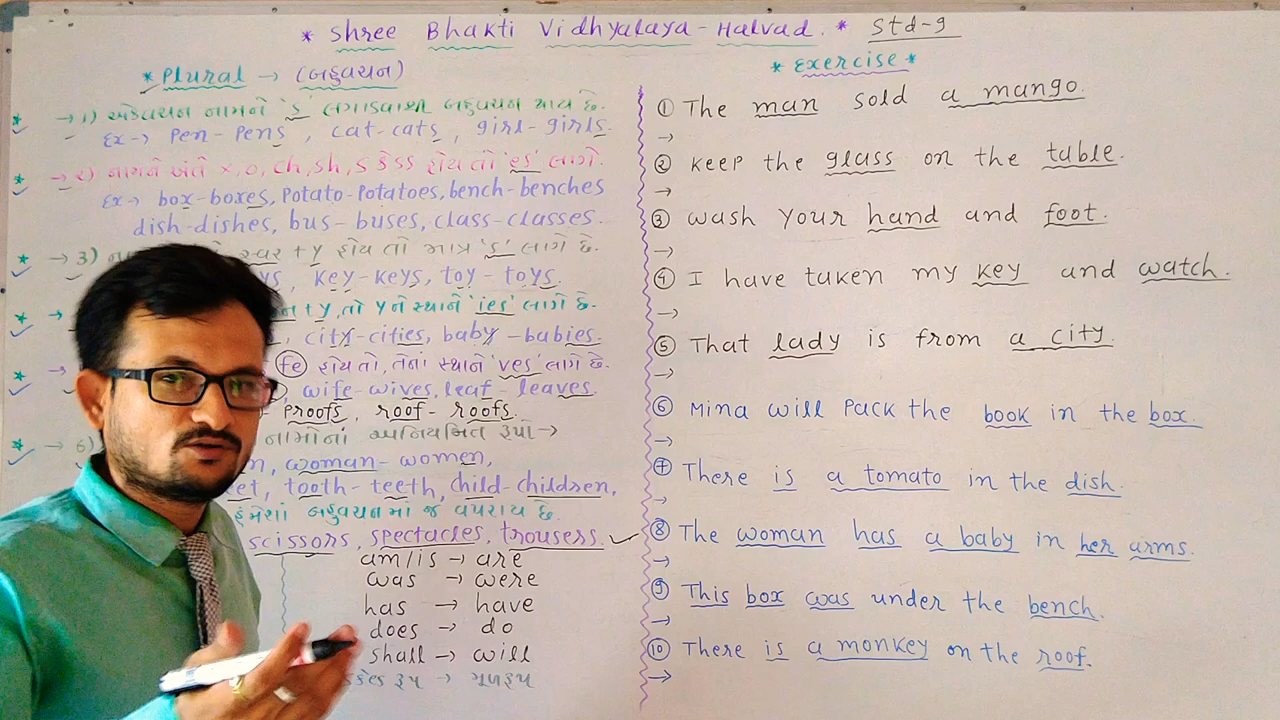 * Shree Bhakti Vidhyalaya-Halvad. * Std-9
* Plural → (બહુવચન)
→ 1) એકવચન નામને 's' લગાડવાથી બહુવચન થાય છે.
Ex → Pen - Pens, cat-cats, girl-girls.
→ ૨) નામને અંતે x, o, ch, sh, s કે ss હોય તો 'es' લાગે.
Ex → box-boxes, Potato-Potatoes, bench-benches
dish-dishes, bus-buses, class-classes.
→ 3) સ્વર + y હોય તો માત્ર 's' લાગે છે.
key-keys, toy-toys.
+ y, તો y ને સ્થાને 'ies' લાગે છે.
city-cities, baby-babies.
fe હોય તો, તેનાં સ્થાને 'ves' લાગે છે.
wife-wives, leaf-leaves.
Proofs, roof-roofs.
→ 6) નામોનાં અનિયમિત રૂપો →
woman-women,
tooth-teeth, child-children,
હંમેશાં બહુવચનમાં જ વપરાય છે.
scissors, spectacles, trousers.
am/is → are
was → were
has → have
does → do
shall → will
રૂપ → મૂળરૂપ
* Exercise *
① The man sold a mango.
→
② Keep the glass on the table.
→
③ Wash your hand and foot.
→
④ I have taken my key and watch.
→
⑤ That lady is from a city.
→
⑥ Mina will Pack the book in the box.
→
⑦ There is a tomato in the dish.
→
⑧ The woman has a baby in her arms.
→
⑨ This box was under the bench.
→
⑩ There is a monkey on the roof.
→